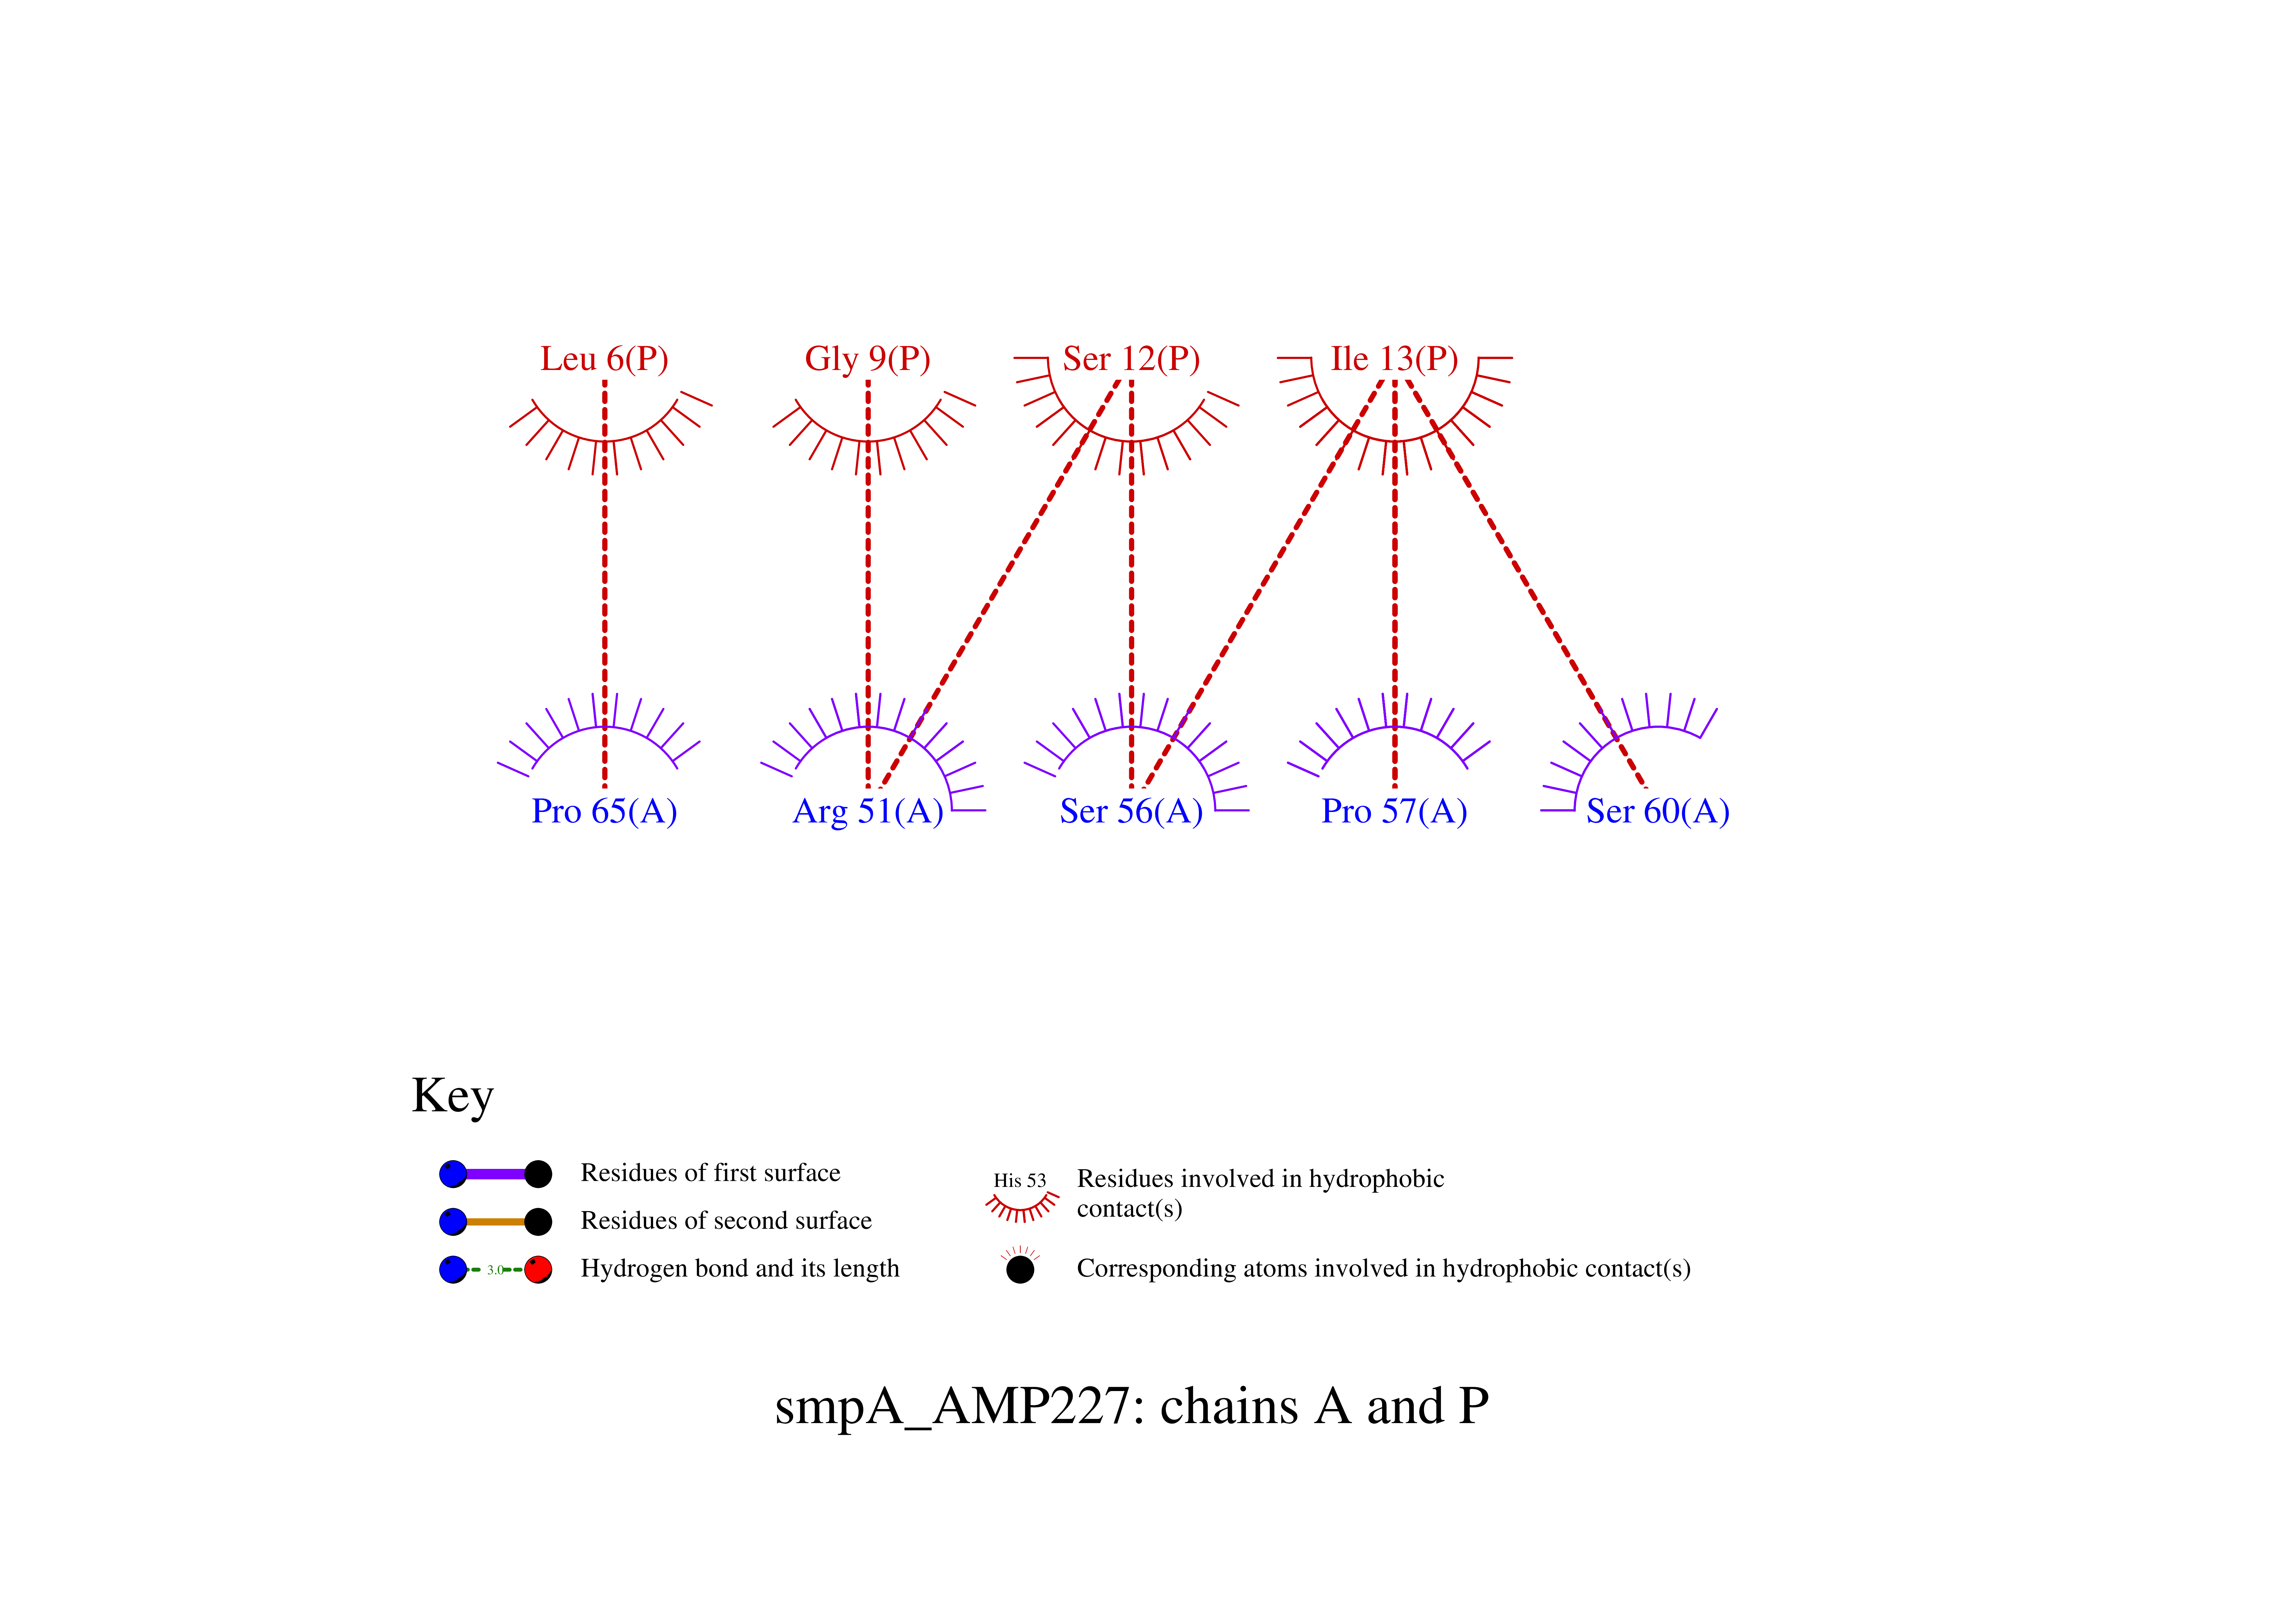 Leu 6(P) Gly 9(P) Ser 12(P) Ile 13(P)
Pro 65(A) Arg 51(A) Ser 56(A) Pro 57(A) Ser 60(A)
Key
Residues of first surface
Residues of second surface
3.0 Hydrogen bond and its length
His 53 Residues involved in hydrophobic
contact(s)
Corresponding atoms involved in hydrophobic contact(s)
smpA_AMP227: chains A and P